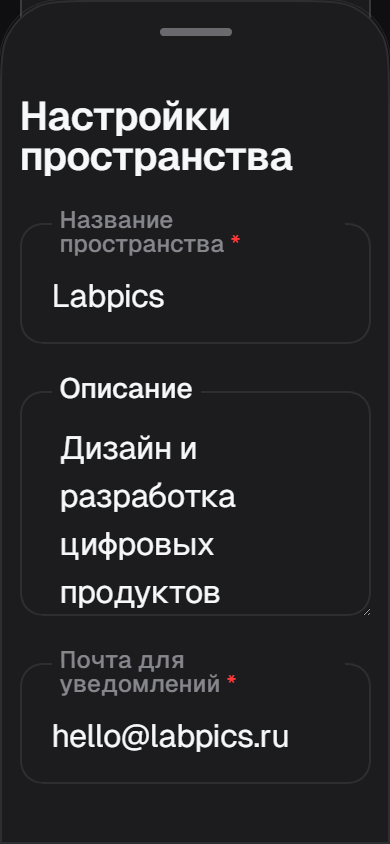 Настройки
пространства
Название
пространства *
Labpics
Описание
Дизайн и
разработка
цифровых
продуктов
Почта для
уведомлений *
hello@labpics.ru